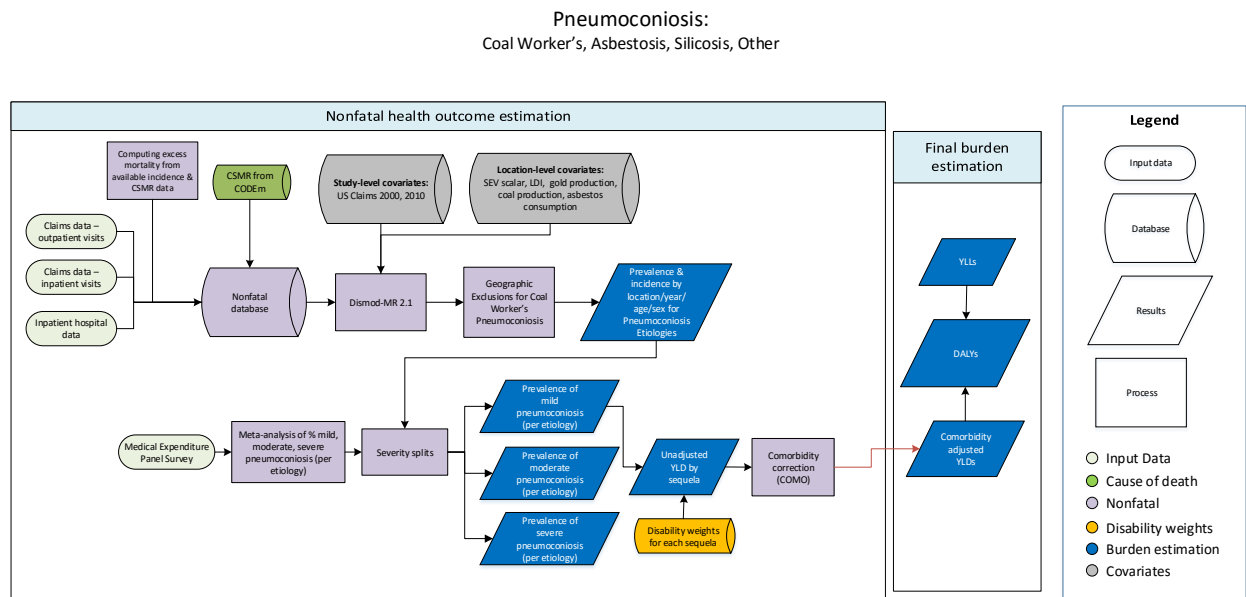 Pneumoconiosis:
Coal Worker's, Asbestosis, Silicosis, Other
Nonfatal health outcome estimation
Computing excess
mortality from
available incidence &
CSMR data
CSMR from
CODEm
Study-level covariates:
US Claims 2000, 2010
Location-level covariates:
SEV scalar, LDI, gold production,
coal production, asbestos
consumption
Claims data –
outpatient visits
Claims data –
inpatient visits
Inpatient hospital
data
Nonfatal
database
Dismod-MR 2.1
Geographic
Exclusions for Coal
Worker's
Pneumoconiosis
Prevalence &
incidence by
location/year/
age/sex for
Pneumoconiosis
Etiologies
Medical Expenditure
Panel Survey
Meta-analysis of % mild,
moderate, severe
pneumoconiosis (per
etiology)
Severity splits
Prevalence of
mild
pneumoconiosis
(per etiology)
Prevalence of
moderate
pneumoconiosis
(per etiology)
Prevalence of
severe
pneumoconiosis
(per etiology)
Unadjusted
YLD by
sequela
Disability weights
for each sequela
Comorbidity
correction
(COMO)
Final burden
estimation
YLLs
DALYs
Comorbidity
adjusted YLDs
Legend
Input data
Database
Results
Process
Input Data
Cause of death
Nonfatal
Disability weights
Burden estimation
Covariates